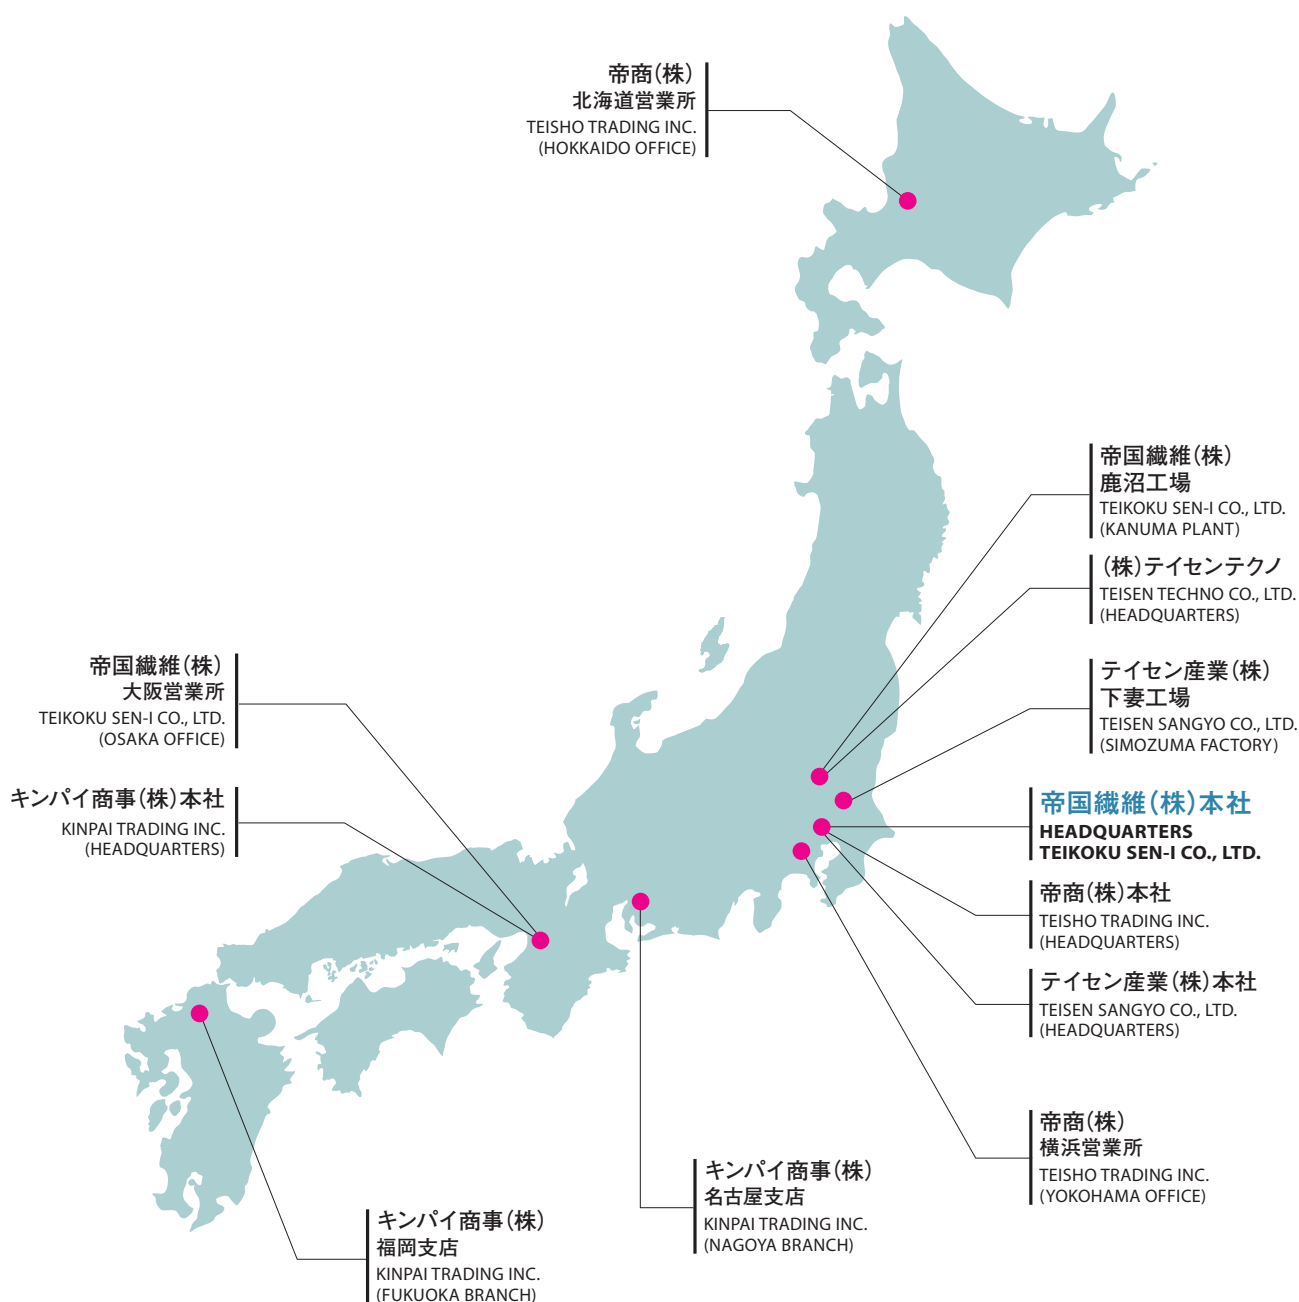 帝商(株)
北海道営業所
TEISHO TRADING INC.
(HOKKAIDO OFFICE)
帝国繊維(株)
鹿沼工場
TEIKOKU SEN-I CO., LTD.
(KANUMA PLANT)
(株)テイセンテクノ
TEISEN TECHNO CO., LTD.
(HEADQUARTERS)
帝国繊維(株)
大阪営業所
TEIKOKU SEN-I CO., LTD.
(OSAKA OFFICE)
テイセン産業(株)
下妻工場
TEISEN SANGYO CO., LTD.
(SIMOZUMA FACTORY)
キンパイ商事(株)本社
KINPAI TRADING INC.
(HEADQUARTERS)
帝国繊維(株)本社
HEADQUARTERS
TEIKOKU SEN-I CO., LTD.
帝商(株)本社
TEISHO TRADING INC.
(HEADQUARTERS)
テイセン産業(株)本社
TEISEN SANGYO CO., LTD.
(HEADQUARTERS)
帝商(株)
横浜営業所
TEISHO TRADING INC.
(YOKOHAMA OFFICE)
キンパイ商事(株)
名古屋支店
KINPAI TRADING INC.
(NAGOYA BRANCH)
キンパイ商事(株)
福岡支店
KINPAI TRADING INC.
(FUKUOKA BRANCH)